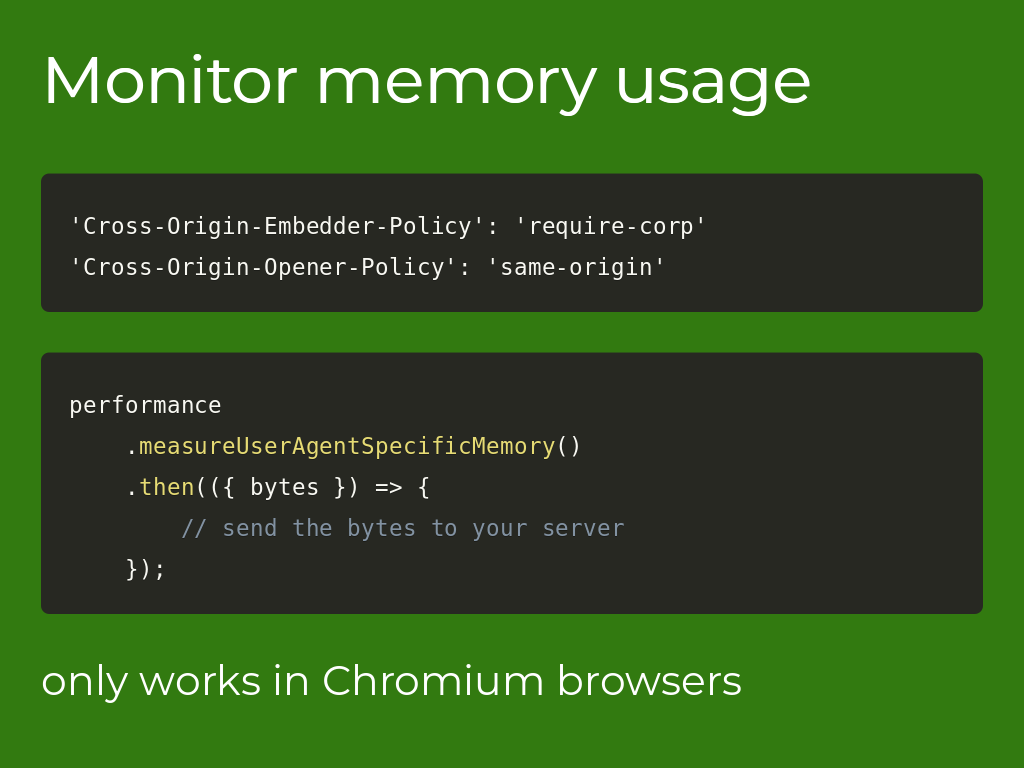 Monitor memory usage
'Cross-Origin-Embedder-Policy': 'require-corp'
'Cross-Origin-Opener-Policy': 'same-origin'
performance
    .measureUserAgentSpecificMemory()
    .then(({ bytes }) => {
        // send the bytes to your server
    });
only works in Chromium browsers